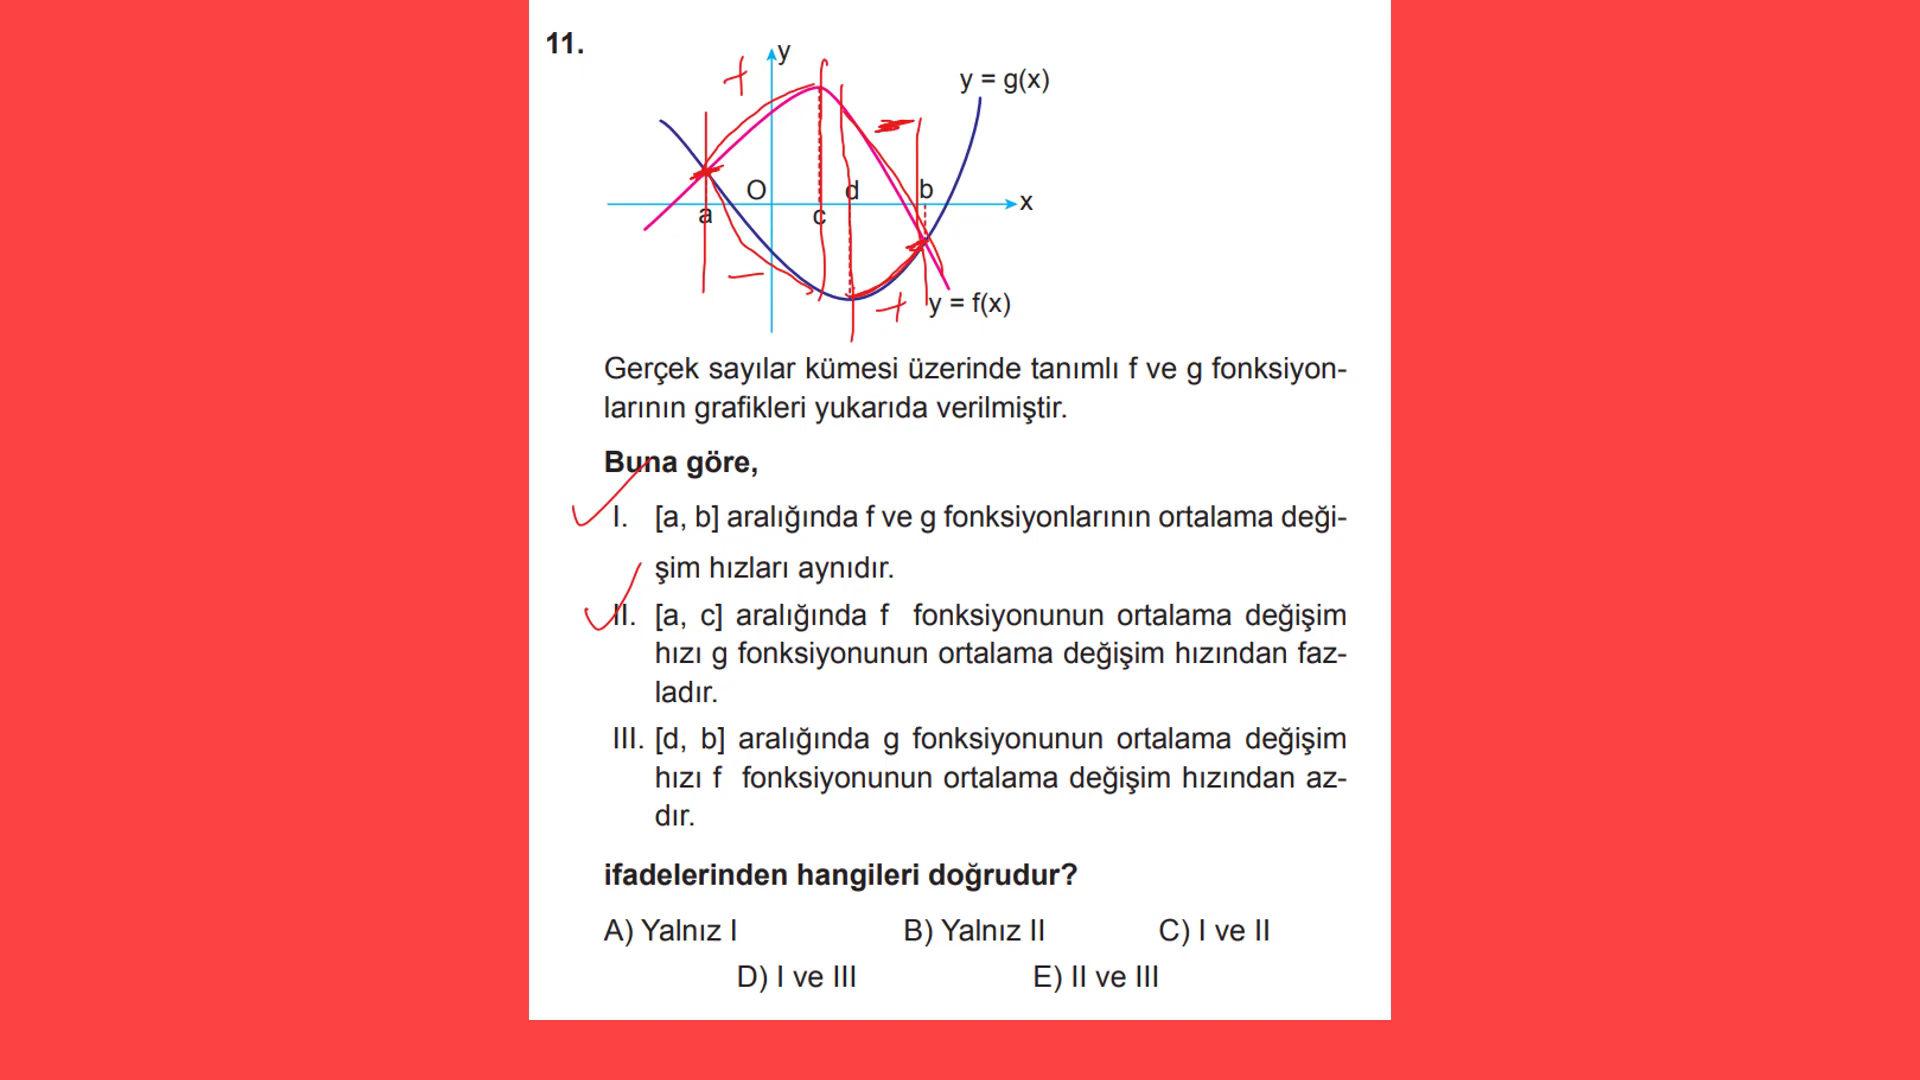 11.
y
y = g(x)
O
d
b
x
a
c
y = f(x)
+
-
-
+
Gerçek sayılar kümesi üzerinde tanımlı f ve g fonksiyon-
larının grafikleri yukarıda verilmiştir.
Buna göre,
I. [a, b] aralığında f ve g fonksiyonlarının ortalama deği-
şim hızları aynıdır.
II. [a, c] aralığında f fonksiyonunun ortalama değişim
hızı g fonksiyonunun ortalama değişim hızından faz-
ladır.
III. [d, b] aralığında g fonksiyonunun ortalama değişim
hızı f fonksiyonunun ortalama değişim hızından az-
dır.
ifadelerinden hangileri doğrudur?
A) Yalnız I B) Yalnız II C) I ve II
D) I ve III E) II ve III